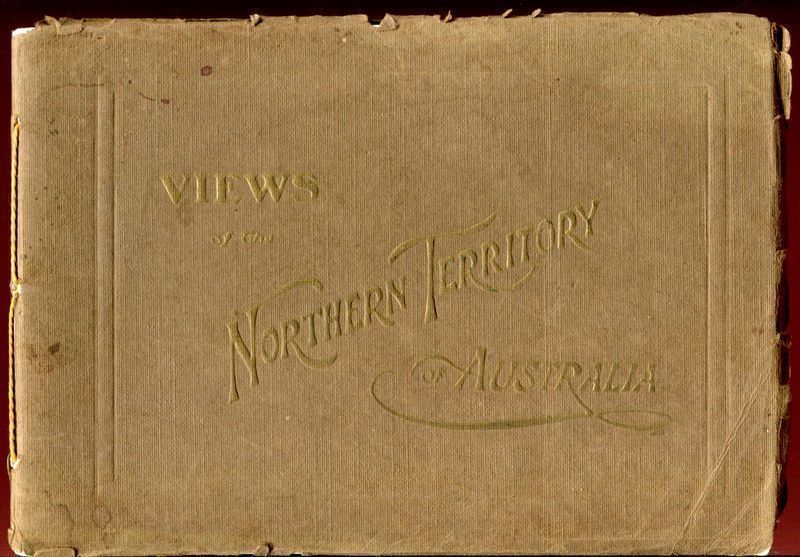 VIEWS
of the
NORTHERN TERRITORY
OF AUSTRALIA